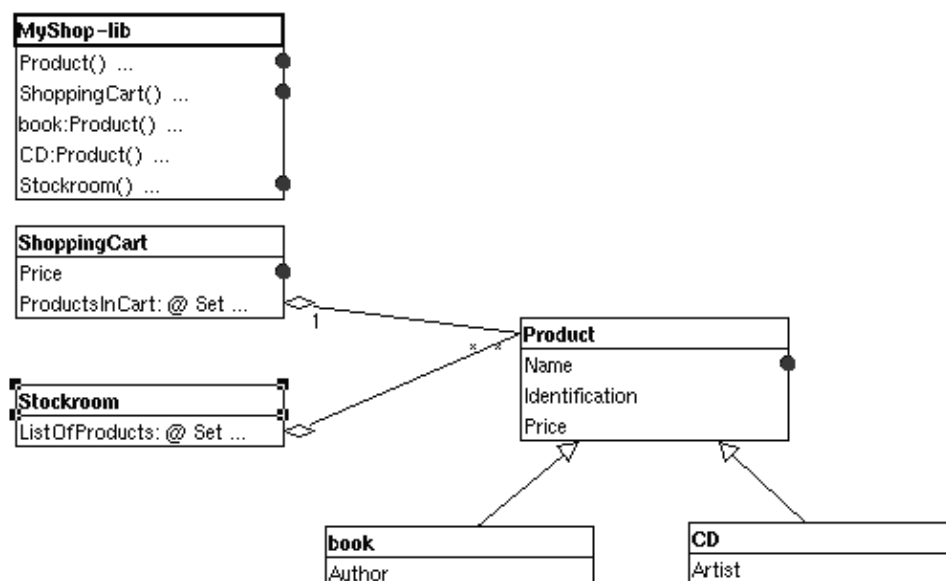 MyShop-lib
Product() ...
ShoppingCart() ...
book:Product() ...
CD:Product() ...
Stockroom() ...
ShoppingCart
Price
ProductsInCart: @ Set ...
1
* *
Product
Name
Identification
Price
Stockroom
ListOfProducts: @ Set ...
book
Author
CD
Artist